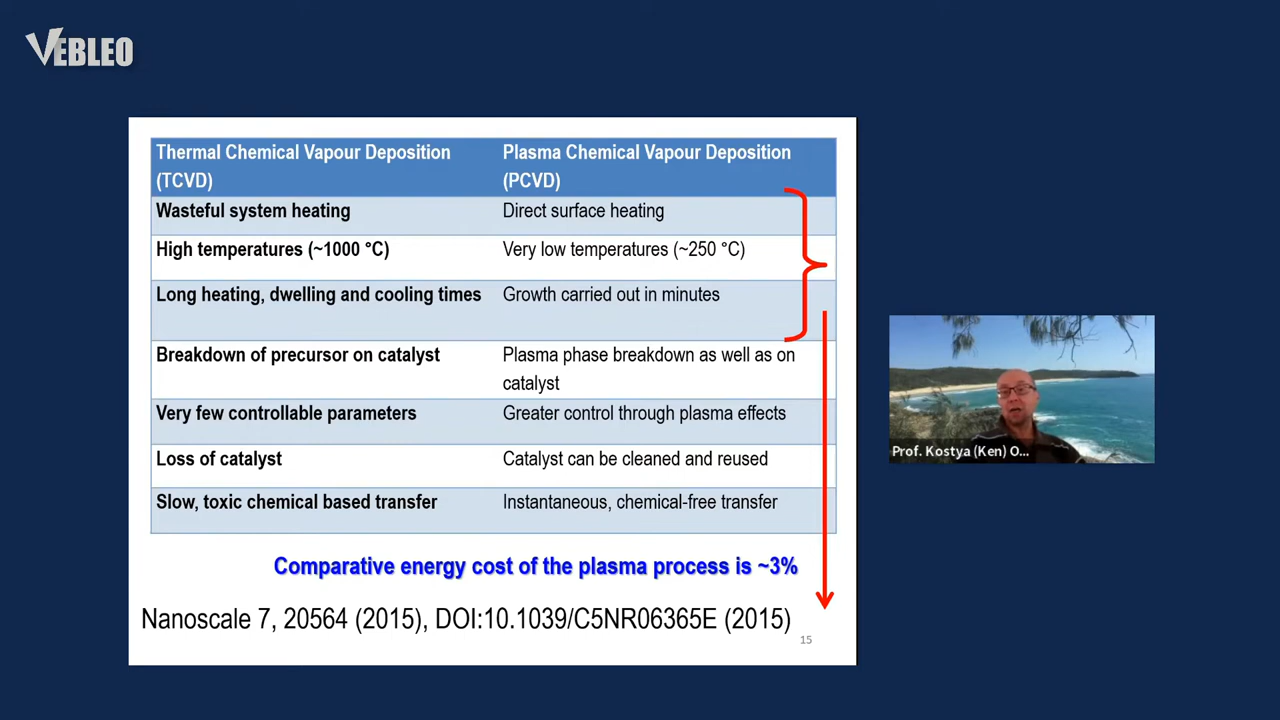 VEBLEO
Thermal Chemical Vapour Deposition
(TCVD)
Plasma Chemical Vapour Deposition
(PCVD)
Wasteful system heating
Direct surface heating
High temperatures (~1000 °C)
Very low temperatures (~250 °C)
Long heating, dwelling and cooling times
Growth carried out in minutes
Breakdown of precursor on catalyst
Plasma phase breakdown as well as on
catalyst
Very few controllable parameters
Greater control through plasma effects
Loss of catalyst
Catalyst can be cleaned and reused
Slow, toxic chemical based transfer
Instantaneous, chemical-free transfer
Comparative energy cost of the plasma process is ~3%
Nanoscale 7, 20564 (2015), DOI:10.1039/C5NR06365E (2015)
15
Prof. Kostya (Ken) O...